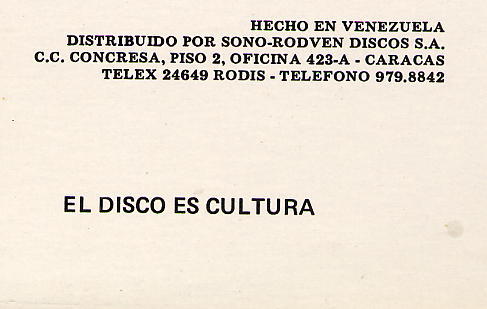 HECHO EN VENEZUELA
DISTRIBUIDO POR SONO-RODVEN DISCOS S.A.
C.C. CONCRESA, PISO 2, OFICINA 423-A - CARACAS
TELEX 24649 RODIS - TELEFONO 979.8842
EL DISCO ES CULTURA